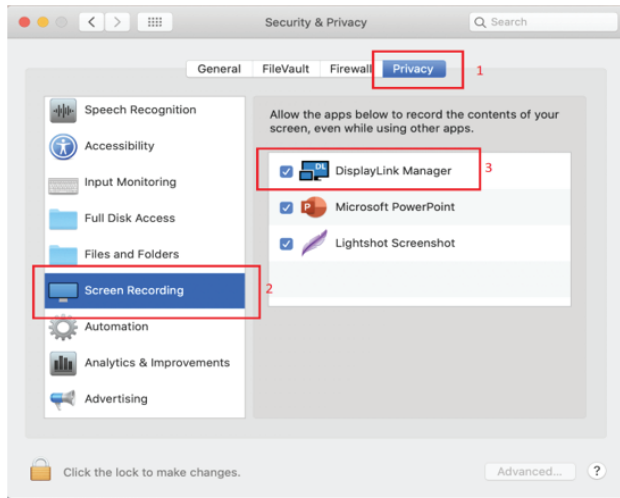 Security & Privacy
Search
General
FileVault
Firewall
Privacy
1
Speech Recognition
Accessibility
Input Monitoring
Full Disk Access
Files and Folders
Screen Recording
2
Automation
Analytics & Improvements
Advertising
Allow the apps below to record the contents of your
screen, even while using other apps.
DL
DisplayLink Manager
3
P
Microsoft PowerPoint
Lightshot Screenshot
Click the lock to make changes.
Advanced...
?